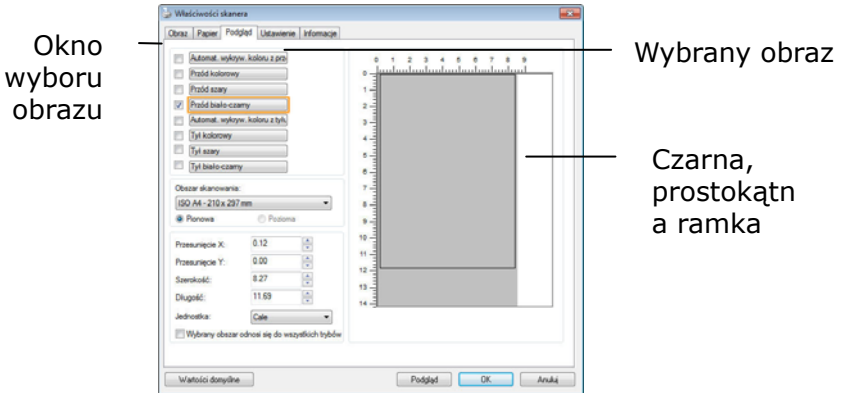 Właściwości skanera
Obraz Papier Podgląd Ustawienie Informacje
Okno
wyboru
obrazu
Automat. wykryw. koloru z pro
Przód kolorowy
Przód szary
Przód biało-czarny
Automat. wykryw. koloru z tyłu
Tył kolorowy
Tył szary
Tył biało-czarny
Obszar skanowania:
ISO A4 - 210 x 297 mm
Pionowa Pozioma
Przesunięcie X: 0.12
Przesunięcie Y: 0.00
Szerokość: 8.27
Długość: 11.69
Jednostka: Cale
Wybrany obszar odnosi się do wszystkich trybów
0 1 2 3 4 5 6 7 8 9
0
1
2
3
4
5
6
7
8
9
10
11
12
13
14
Wybrany obraz
Czarna,
prostokątn
a ramka
Wartości domyślne Podgląd OK Anuluj